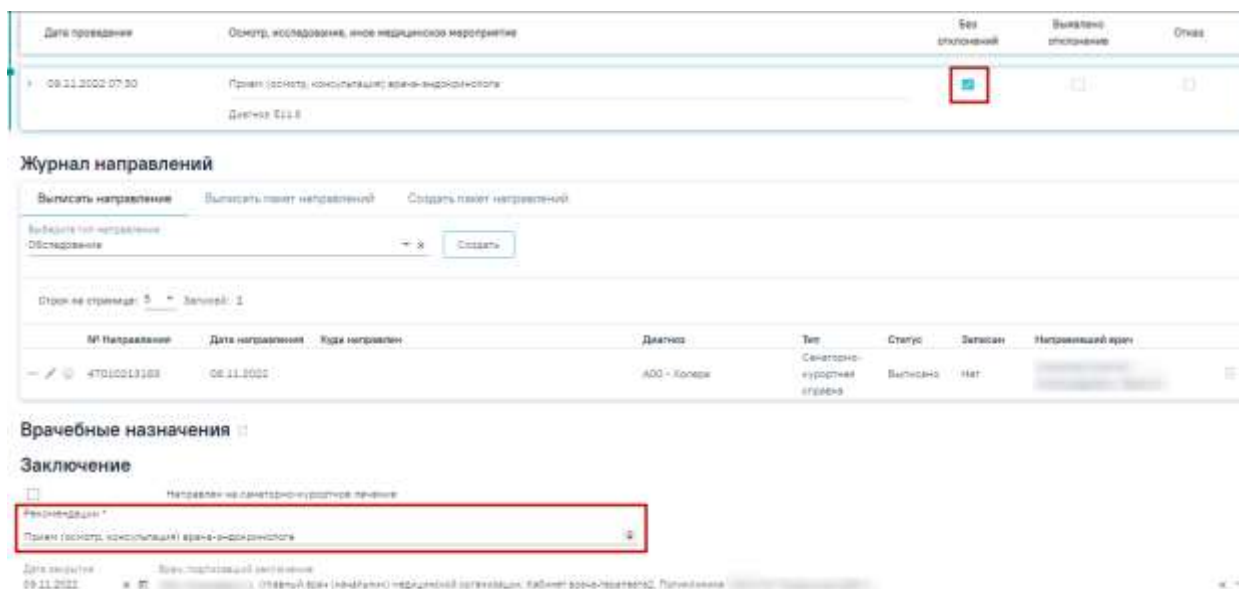 Дата проведения Осмотр, исследование, иное медицинское мероприятие Без отклонений Выявлено отклонение Отказ
09.11.2022 07:30 Прием (осмотр, консультация) врача-эндокринолога
Диагноз E11.8
Журнал направлений
Выписать направление Выписать пакет направлений Создать пакет направлений
Выберите тип направления
Обследование Создать
Строк на странице: 5 Записей: 1
№ Направления Дата направления Куда направлен Диагноз Тип Статус Записан Направивший врач
47010213183 08.11.2022 A00 - Холера Санаторно-курортная справка Выписано Нет
Врачебные назначения
Заключение
Направлен на санаторно-курортное лечение
Рекомендации *
Прием (осмотр, консультация) врача-эндокринолога
Дата закрытия Врач, подписавший заключение
09.11.2022 (главный врач (начальник) медицинской организации, Кабинет врача-терапевта2, Поликлиника